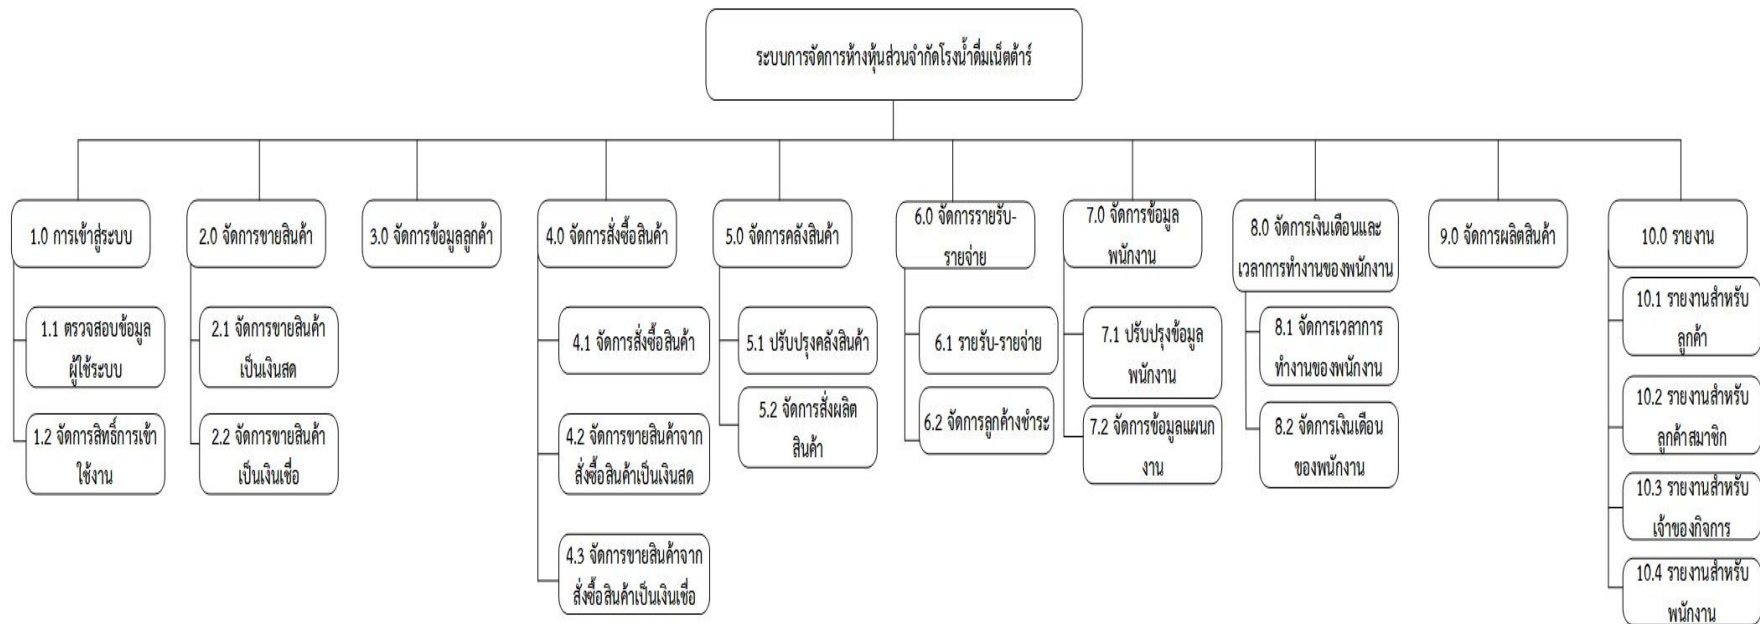 ระบบการจัดการห้างหุ้นส่วนจำกัดโรงน้ำดื่มเน็ตต้าร์
1.0 การเข้าสู่ระบบ
1.1 ตรวจสอบข้อมูล
ผู้ใช้ระบบ
1.2 จัดการสิทธิ์การเข้า
ใช้งาน
2.0 จัดการขายสินค้า
2.1 จัดการขายสินค้า
เป็นเงินสด
2.2 จัดการขายสินค้า
เป็นเงินเชื่อ
3.0 จัดการข้อมูลลูกค้า
4.0 จัดการสั่งซื้อสินค้า
4.1 จัดการสั่งซื้อสินค้า
4.2 จัดการขายสินค้าจาก
สั่งซื้อสินค้าเป็นเงินสด
4.3 จัดการขายสินค้าจาก
สั่งซื้อสินค้าเป็นเงินเชื่อ
5.0 จัดการคลังสินค้า
5.1 ปรับปรุงคลังสินค้า
5.2 จัดการสั่งผลิต
สินค้า
6.0 จัดการรายรับ-
รายจ่าย
6.1 รายรับ-รายจ่าย
6.2 จัดการลูกค้างชำระ
7.0 จัดการข้อมูล
พนักงาน
7.1 ปรับปรุงข้อมูล
พนักงาน
7.2 จัดการข้อมูลแผนก
งาน
8.0 จัดการเงินเดือนและ
เวลาการทำงานของพนักงาน
8.1 จัดการเวลาการ
ทำงานของพนักงาน
8.2 จัดการเงินเดือน
ของพนักงาน
9.0 จัดการผลิตสินค้า
10.0 รายงาน
10.1 รายงานสำหรับ
ลูกค้า
10.2 รายงานสำหรับ
ลูกค้าสมาชิก
10.3 รายงานสำหรับ
เจ้าของกิจการ
10.4 รายงานสำหรับ
พนักงาน